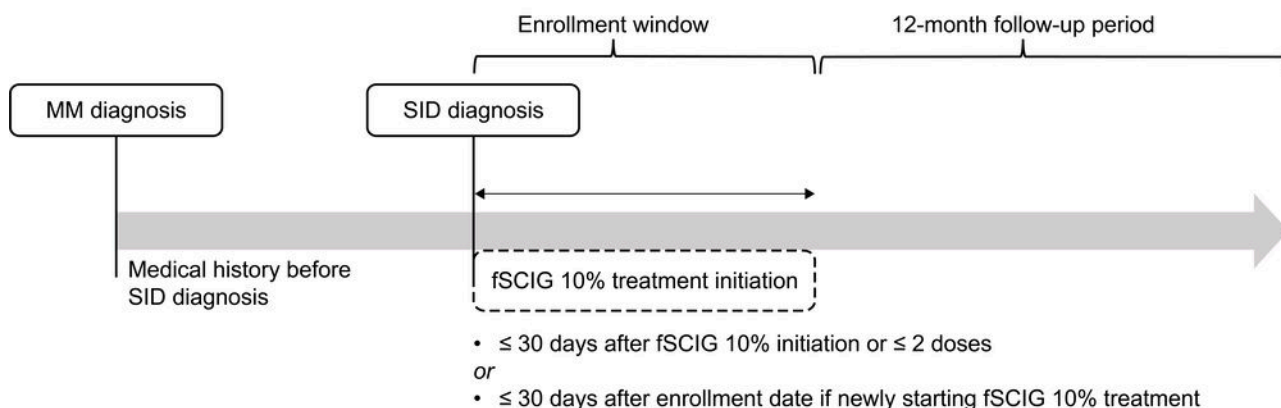 Enrollment window
12-month follow-up period
MM diagnosis
SID diagnosis
Medical history before
SID diagnosis
fSCIG 10% treatment initiation
• ≤ 30 days after fSCIG 10% initiation or ≤ 2 doses
or
• ≤ 30 days after enrollment date if newly starting fSCIG 10% treatment